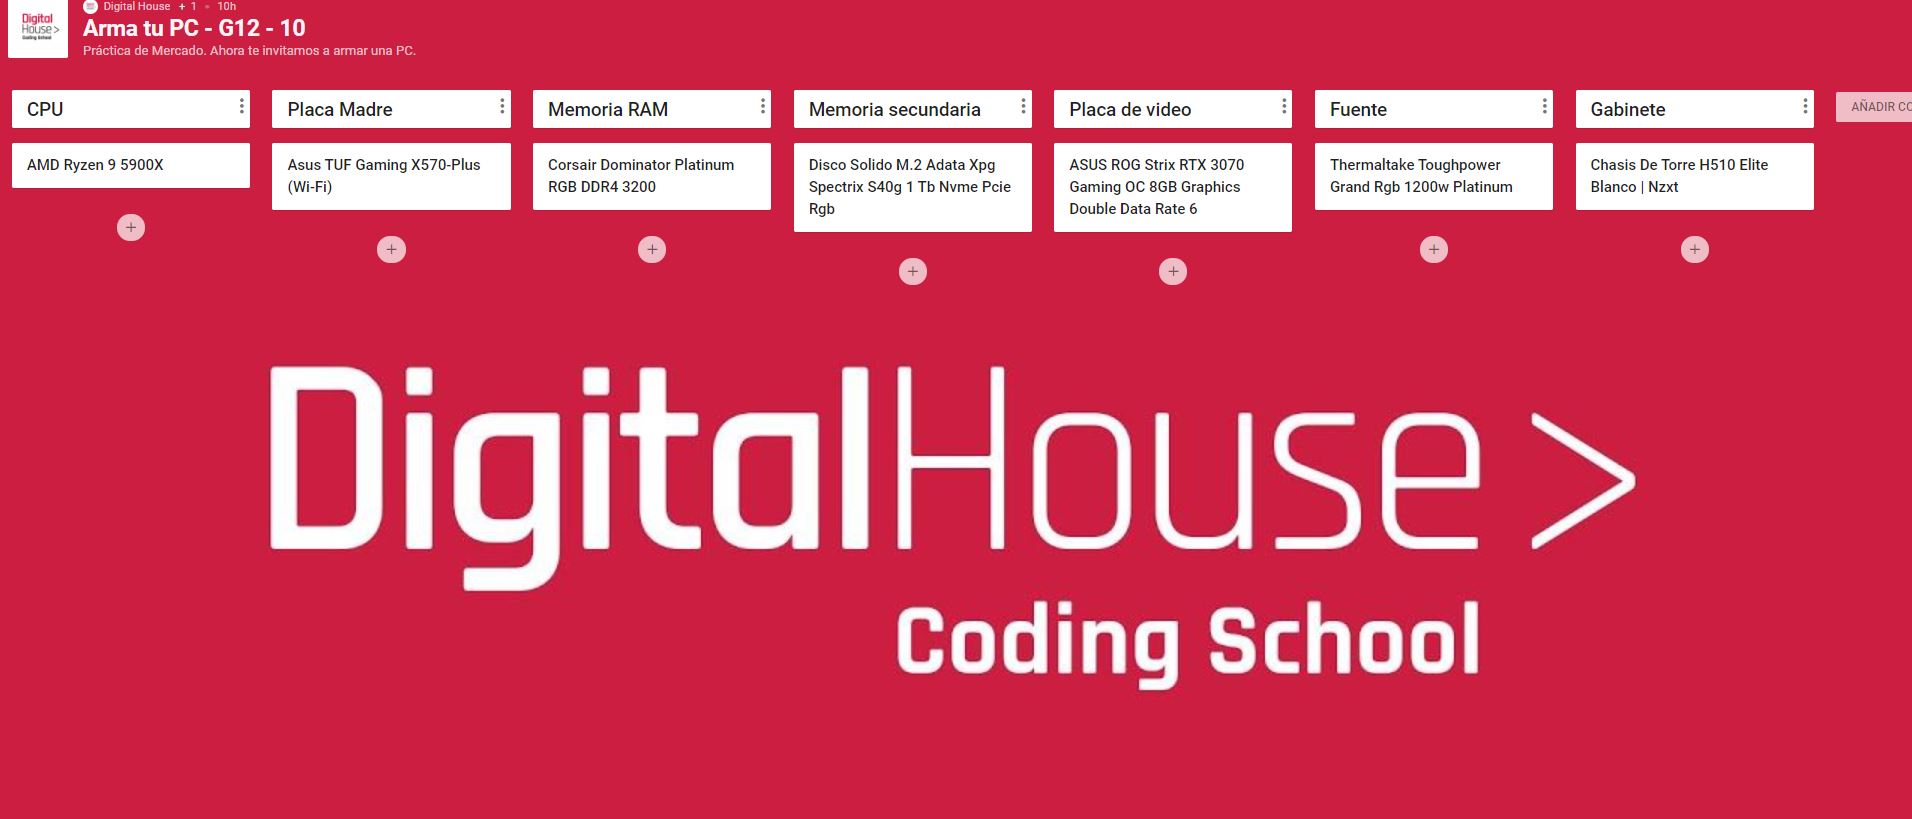 Digital
House>
Coding School
Digital House + 1 10h
Arma tu PC - G12 - 10
Práctica de Mercado. Ahora te invitamos a armar una PC.
CPU
AMD Ryzen 9 5900X
Placa Madre
Asus TUF Gaming X570-Plus
(Wi-Fi)
Memoria RAM
Corsair Dominator Platinum
RGB DDR4 3200
Memoria secundaria
Disco Solido M.2 Adata Xpg
Spectrix S40g 1 Tb Nvme Pcie
Rgb
Placa de video
ASUS ROG Strix RTX 3070
Gaming OC 8GB Graphics
Double Data Rate 6
Fuente
Thermaltake Toughpower
Grand Rgb 1200w Platinum
Gabinete
Chasis De Torre H510 Elite
Blanco | Nzxt
AÑADIR CO
DigitalHouse>
Coding School